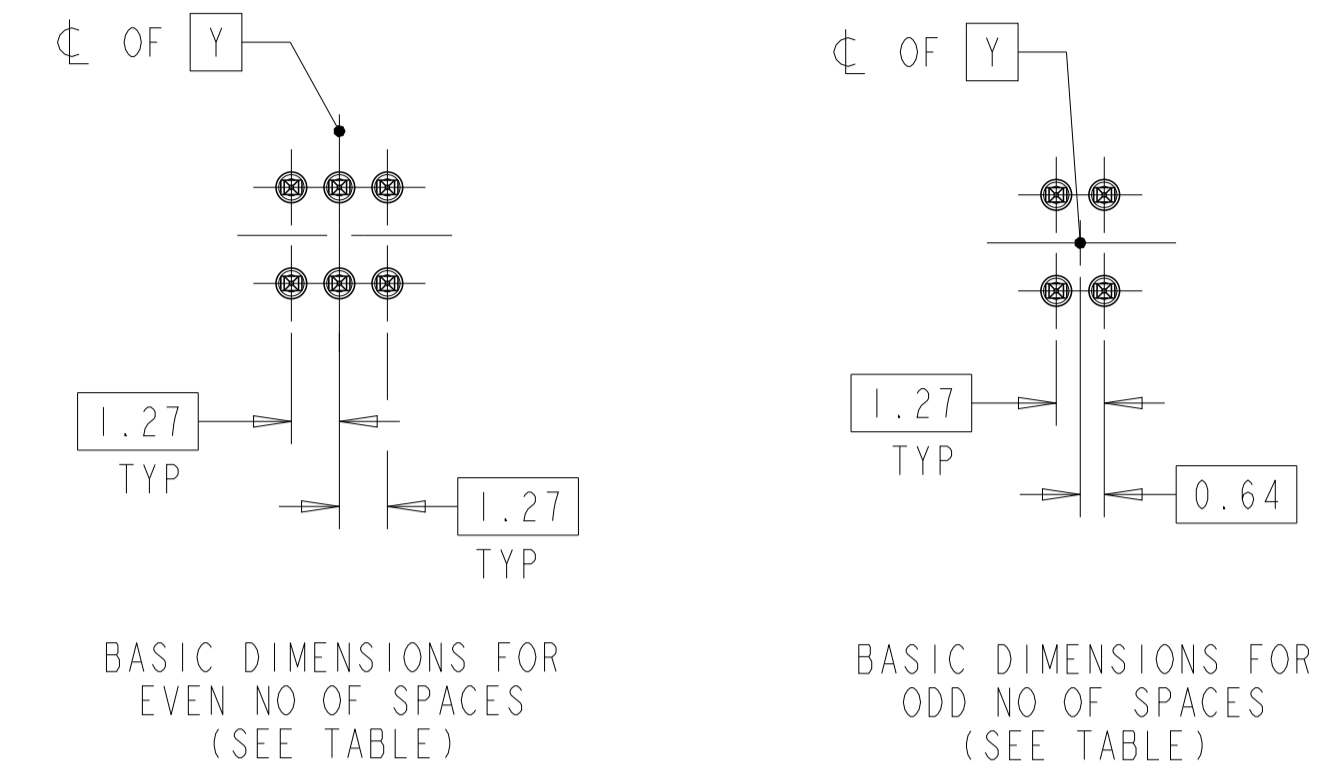 ℄ OF Y
1.27
TYP
1.27
TYP
BASIC DIMENSIONS FOR
EVEN NO OF SPACES
(SEE TABLE)
℄ OF Y
1.27
TYP
0.64
BASIC DIMENSIONS FOR
ODD NO OF SPACES
(SEE TABLE)